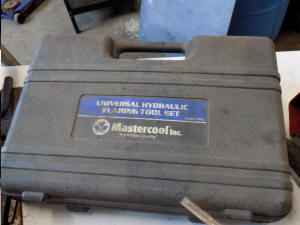 UNIVERSAL HYDRAULIC
FLARING TOOL SET
Mastercool Inc.